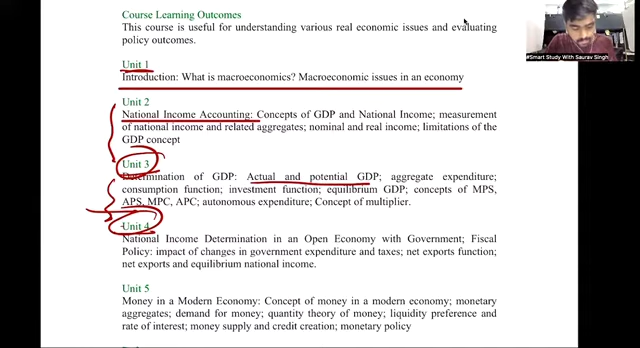 Course Learning Outcomes
This course is useful for understanding various real economic issues and evaluating
policy outcomes.
Unit 1
Introduction: What is macroeconomics? Macroeconomic issues in an economy
Unit 2
National Income Accounting: Concepts of GDP and National Income; measurement
of national income and related aggregates; nominal and real income; limitations of the
GDP concept
Unit 3
Determination of GDP: Actual and potential GDP; aggregate expenditure;
consumption function; investment function; equilibrium GDP; concepts of MPS,
APS, MPC, APC; autonomous expenditure; Concept of multiplier.
Unit 4
National Income Determination in an Open Economy with Government; Fiscal
Policy: impact of changes in government expenditure and taxes; net exports function;
net exports and equilibrium national income.
Unit 5
Money in a Modern Economy: Concept of money in a modern economy; monetary
aggregates; demand for money; quantity theory of money; liquidity preference and
rate of interest; money supply and credit creation; monetary policy
#Smart Study With Saurav Singh